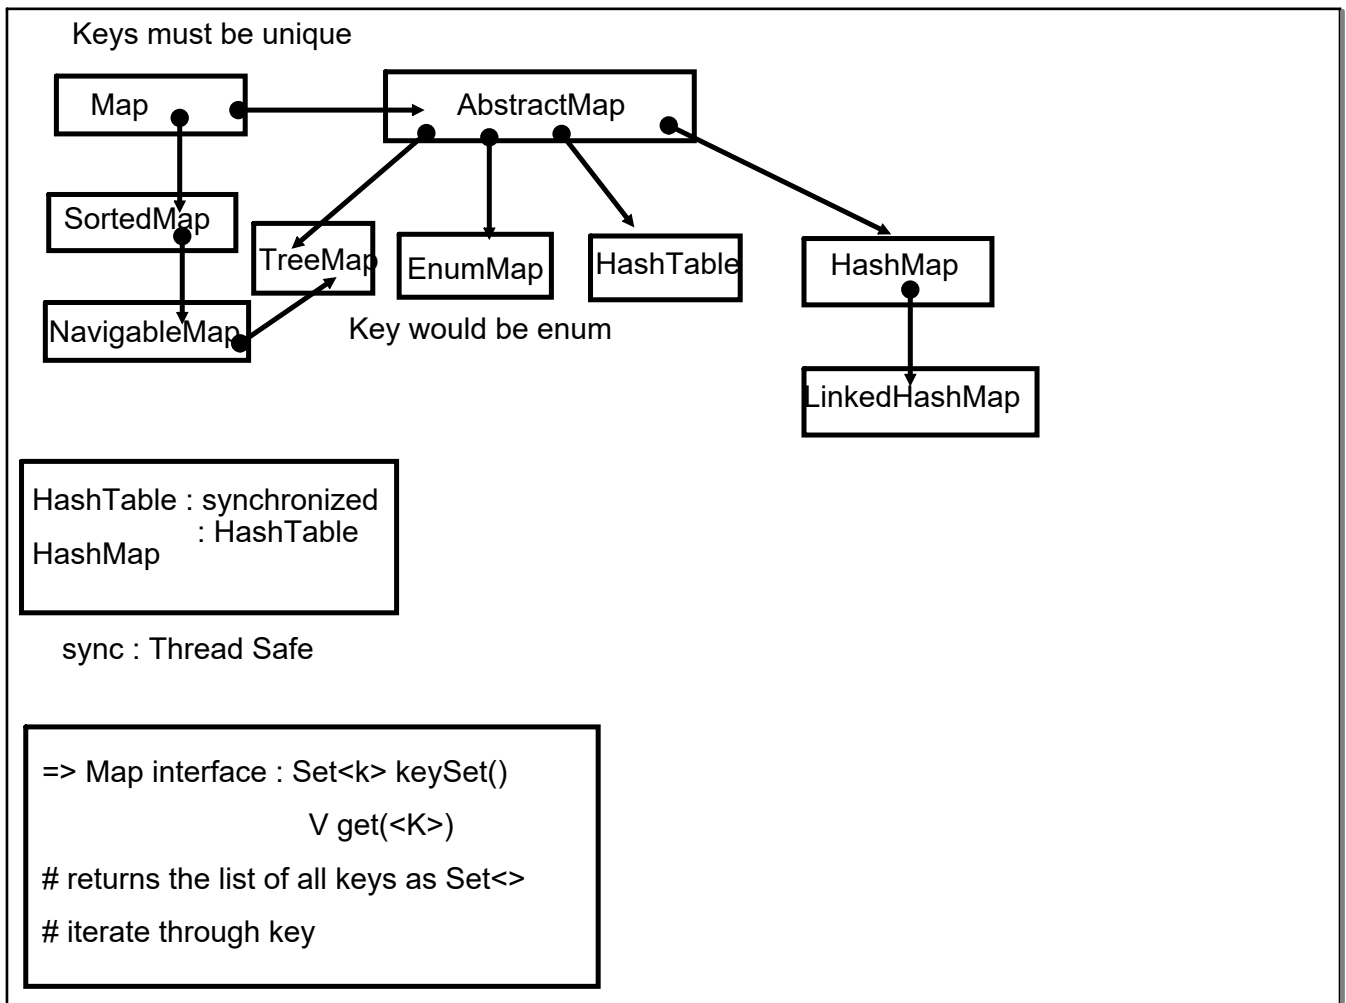 Keys must be unique
Map
AbstractMap
SortedMap
TreeMap
EnumMap
HashTable
HashMap
NavigableMap
Key would be enum
LinkedHashMap
HashTable : synchronized
: HashTable
HashMap
sync : Thread Safe
=> Map interface : Set<k> keySet()
V get(<K>)
# returns the list of all keys as Set<>
# iterate through key